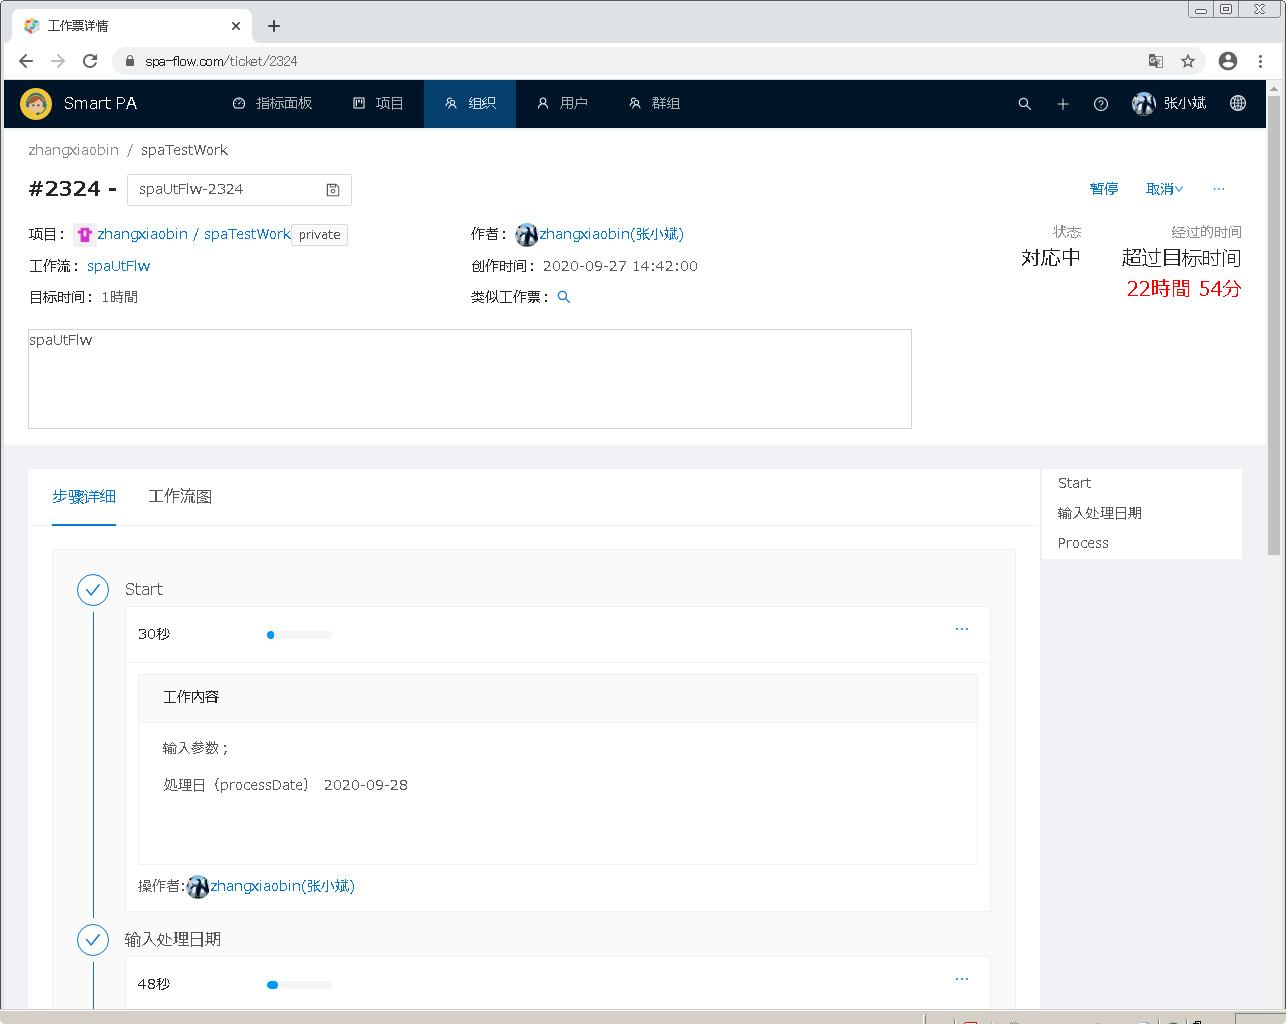 工作票详情
spa-flow.com/ticket/2324
Smart PA 指标面板 项目 组织 用户 群组 张小斌
zhangxiaobin / spaTestWork
#2324 - spaUtFlw-2324 暂停 取消 ...
项目： zhangxiaobin / spaTestWork private 作者： zhangxiaobin(张小斌) 状态 经过的时间
工作流： spaUtFlw 创作时间： 2020-09-27 14:42:00 对応中 超过目标时间
目标时间： 1時間 类似工作票： 22時間 54分
spaUtFlw
步骤详细 工作流图
Start
输入处理日期
Process
Start
30秒 ...
工作内容
输入参数；
处理日（processDate） 2020-09-28
操作者: zhangxiaobin(张小斌)
输入处理日期
48秒 ...